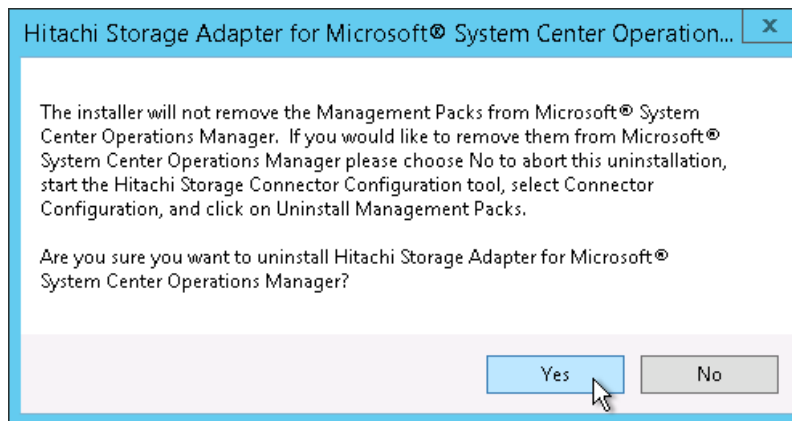 Hitachi Storage Adapter for Microsoft® System Center Operation... x
The installer will not remove the Management Packs from Microsoft® System
Center Operations Manager.  If you would like to remove them from Microsoft®
System Center Operations Manager please choose No to abort this uninstallation,
start the Hitachi Storage Connector Configuration tool, select Connector
Configuration, and click on Uninstall Management Packs.
Are you sure you want to uninstall Hitachi Storage Adapter for Microsoft®
System Center Operations Manager?
Yes No